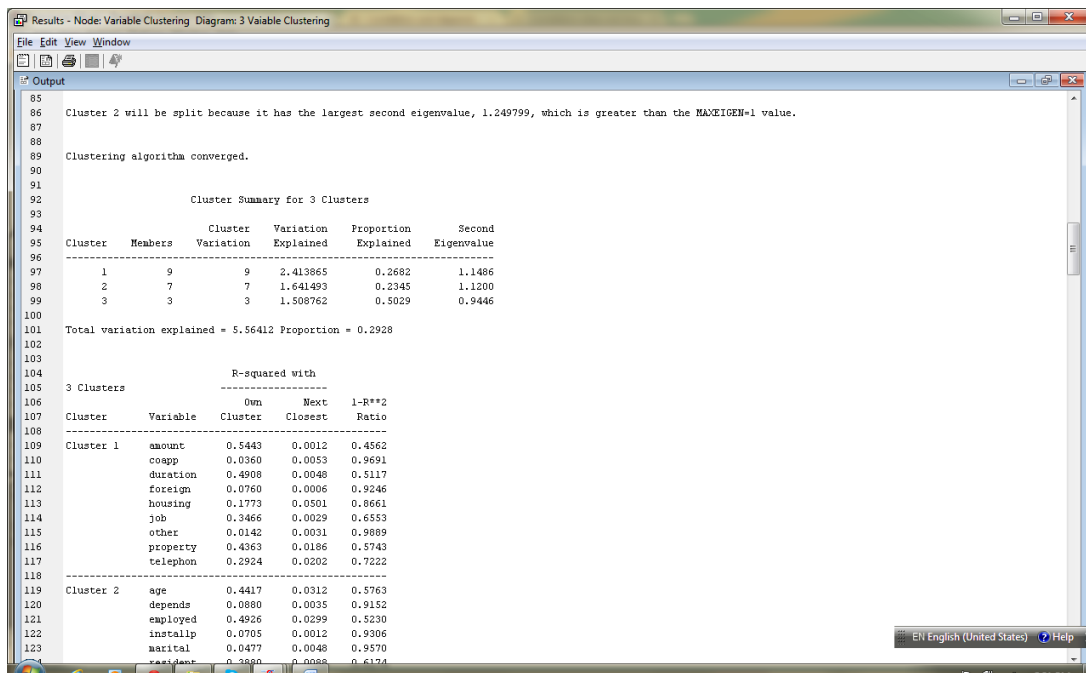 Results - Node: Variable Clustering  Diagram: 3 Vaiable Clustering
File Edit View Window
Output
85
86 Cluster 2 will be split because it has the largest second eigenvalue, 1.249799, which is greater than the MAXEIGEN=1 value.
87
88
89 Clustering algorithm converged.
90
91
92 Cluster Summary for 3 Clusters
93
94 Cluster Variation Proportion Second
95 Cluster Members Variation Explained Explained Eigenvalue
96 --------------------------------------------------------------------
97 1 9 9 2.413865 0.2682 1.1486
98 2 7 7 1.641493 0.2345 1.1200
99 3 3 3 1.508762 0.5029 0.9446
100
101 Total variation explained = 5.56412 Proportion = 0.2928
102
103
104 R-squared with
105 3 Clusters ------------------
106 Own Next 1-R**2
107 Cluster Variable Cluster Closest Ratio
108 ----------------------------------------------------
109 Cluster 1 amount 0.5443 0.0012 0.4562
110 coapp 0.0360 0.0053 0.9691
111 duration 0.4908 0.0048 0.5117
112 foreign 0.0760 0.0006 0.9246
113 housing 0.1773 0.0501 0.8661
114 job 0.3466 0.0029 0.6553
115 other 0.0142 0.0031 0.9889
116 property 0.4363 0.0186 0.5743
117 telephon 0.2924 0.0202 0.7222
118 ----------------------------------------------------
119 Cluster 2 age 0.4417 0.0312 0.5763
120 depends 0.0880 0.0035 0.9152
121 employed 0.4926 0.0299 0.5230
122 installp 0.0705 0.0012 0.9306
123 marital 0.0477 0.0048 0.9570
resident 0.3880 0.0088 0.6174
EN English (United States) ? Help